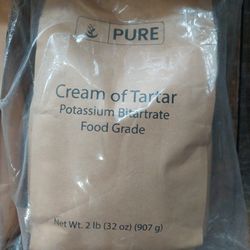 PURE
Cream of Tartar
Potassium Bitartrate
Food Grade
Net Wt. 2 lb (32 oz) (907 g)